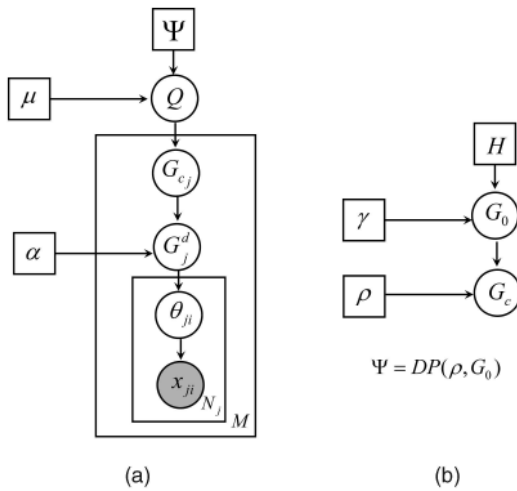 Ψ
μ
Q
G_{c_j}
H
α
G_j^d
γ
G_0
θ_{ji}
ρ
G_c
x_{ji}
N_j
M
Ψ = DP(ρ, G_0)
(a)
(b)